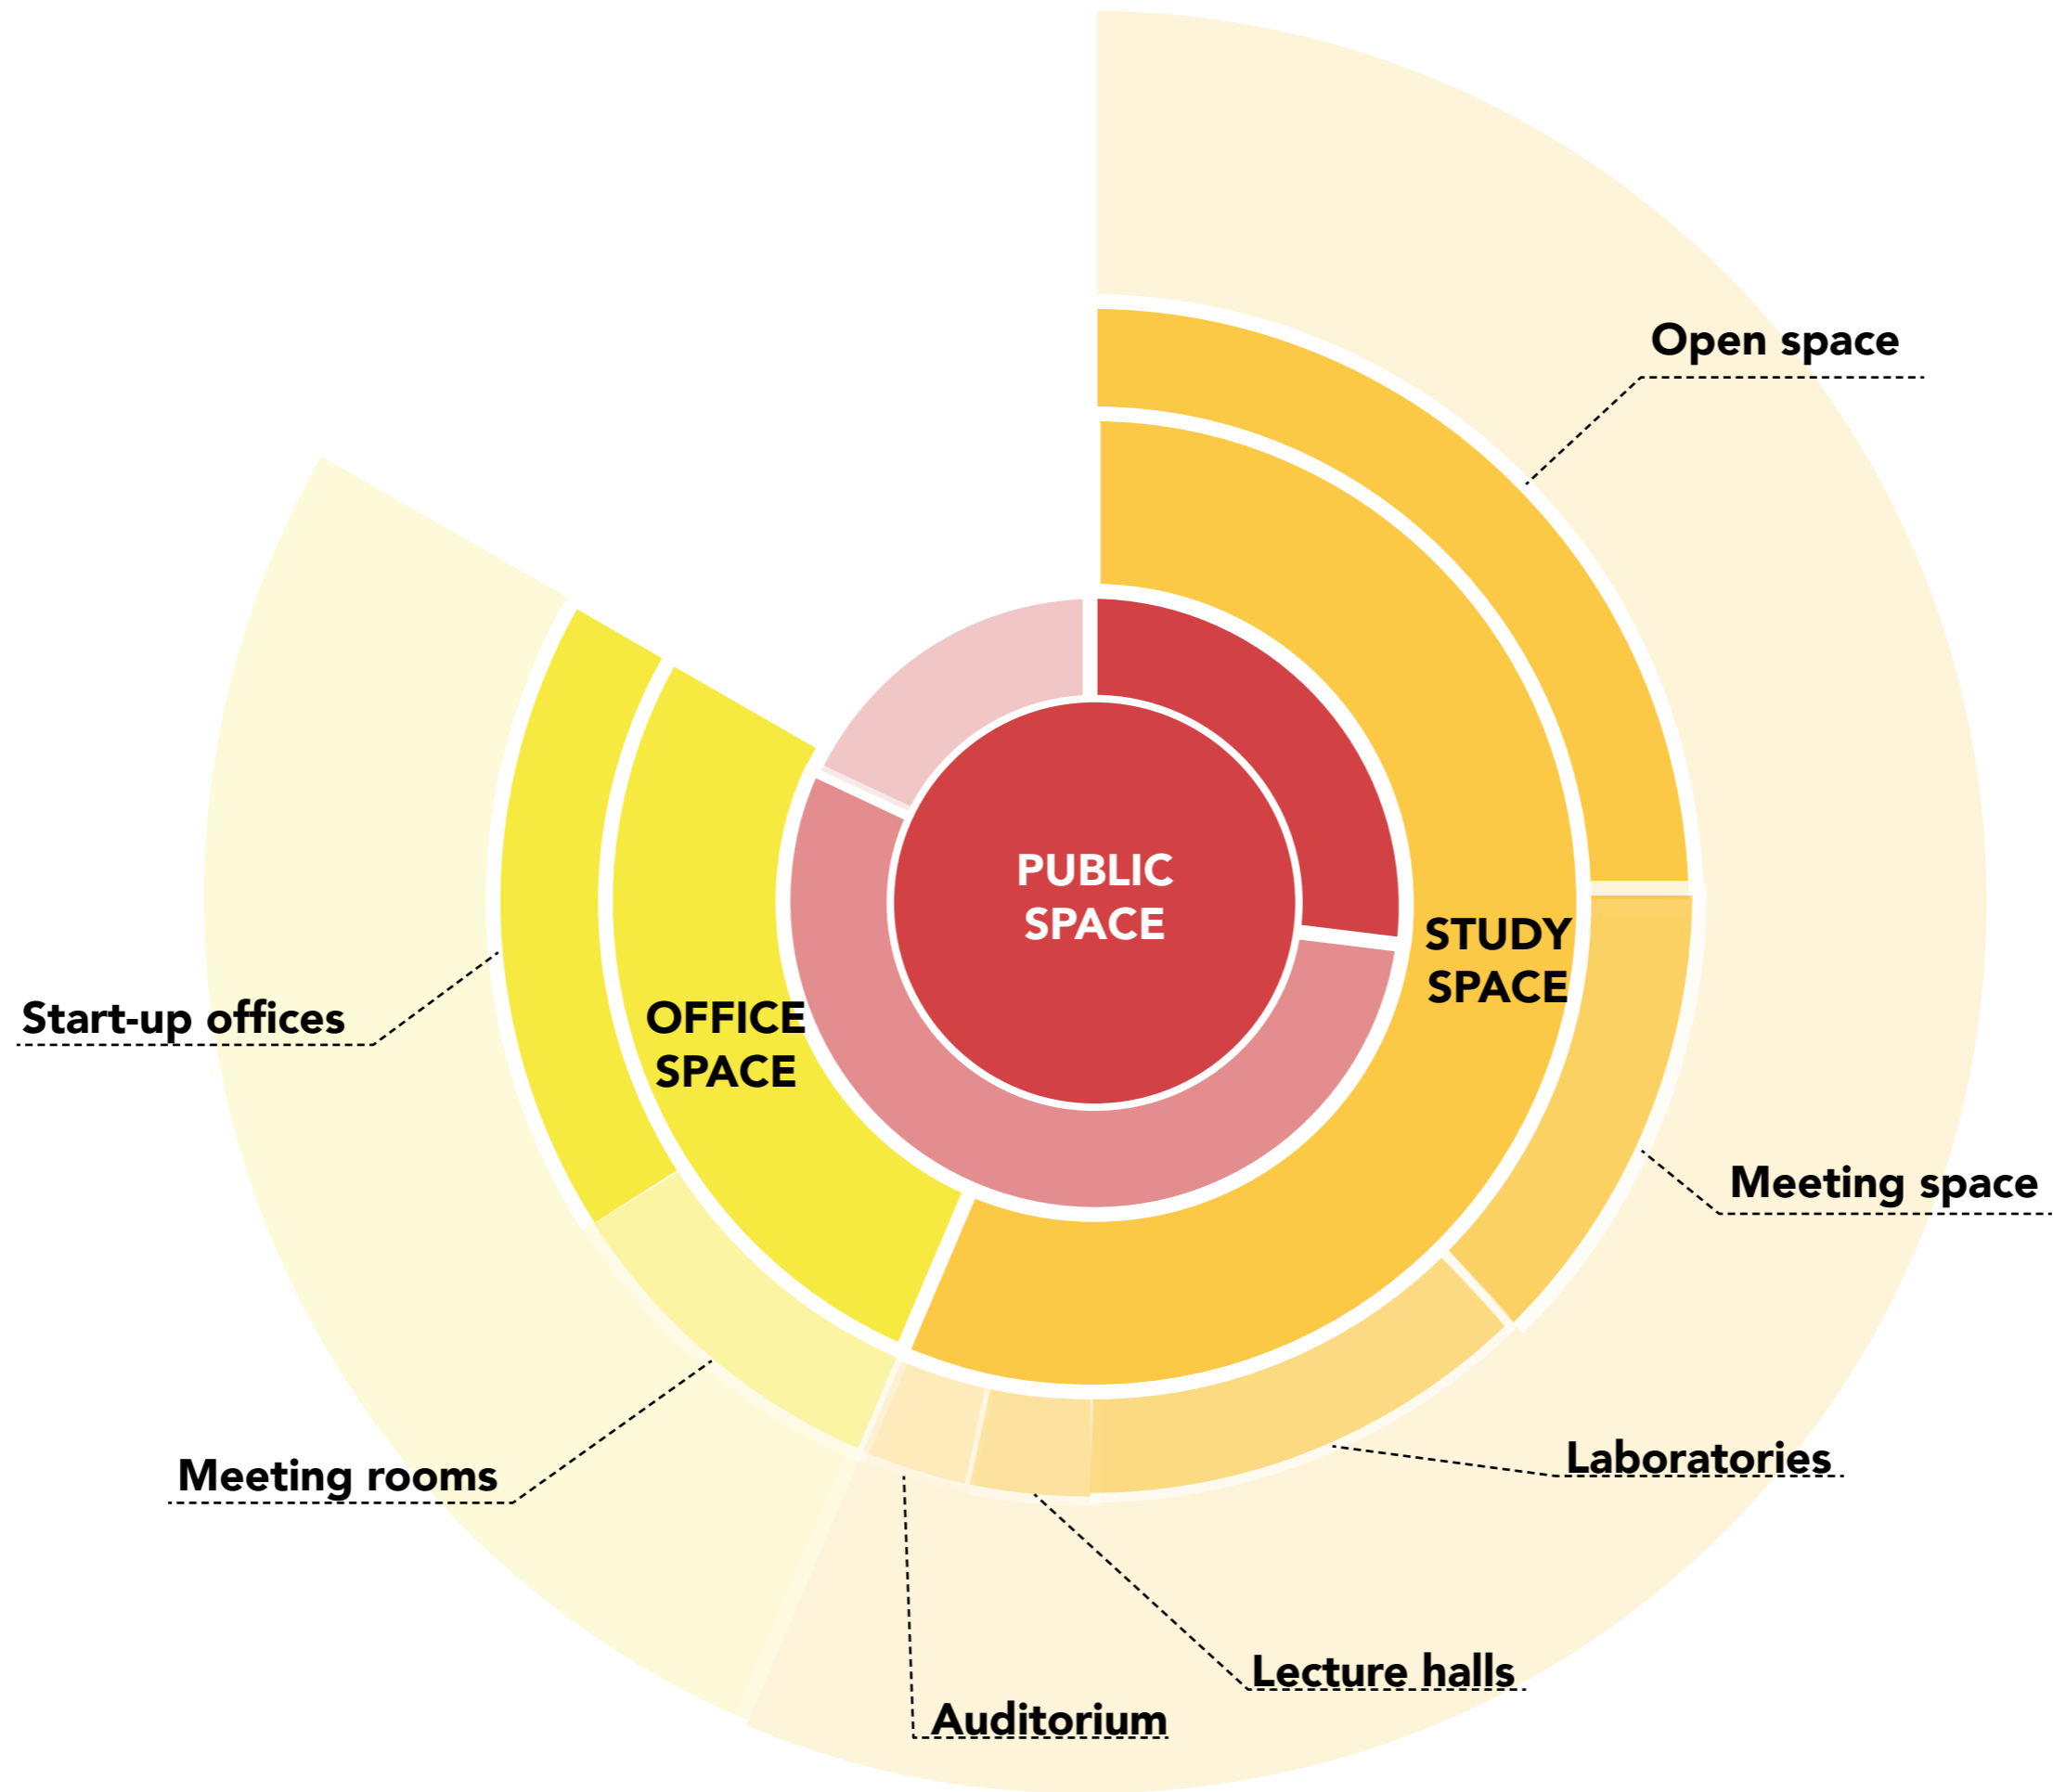 Open space
PUBLIC
SPACE
STUDY
SPACE
OFFICE
SPACE
Start-up offices
Meeting space
Laboratories
Meeting rooms
Lecture halls
Auditorium